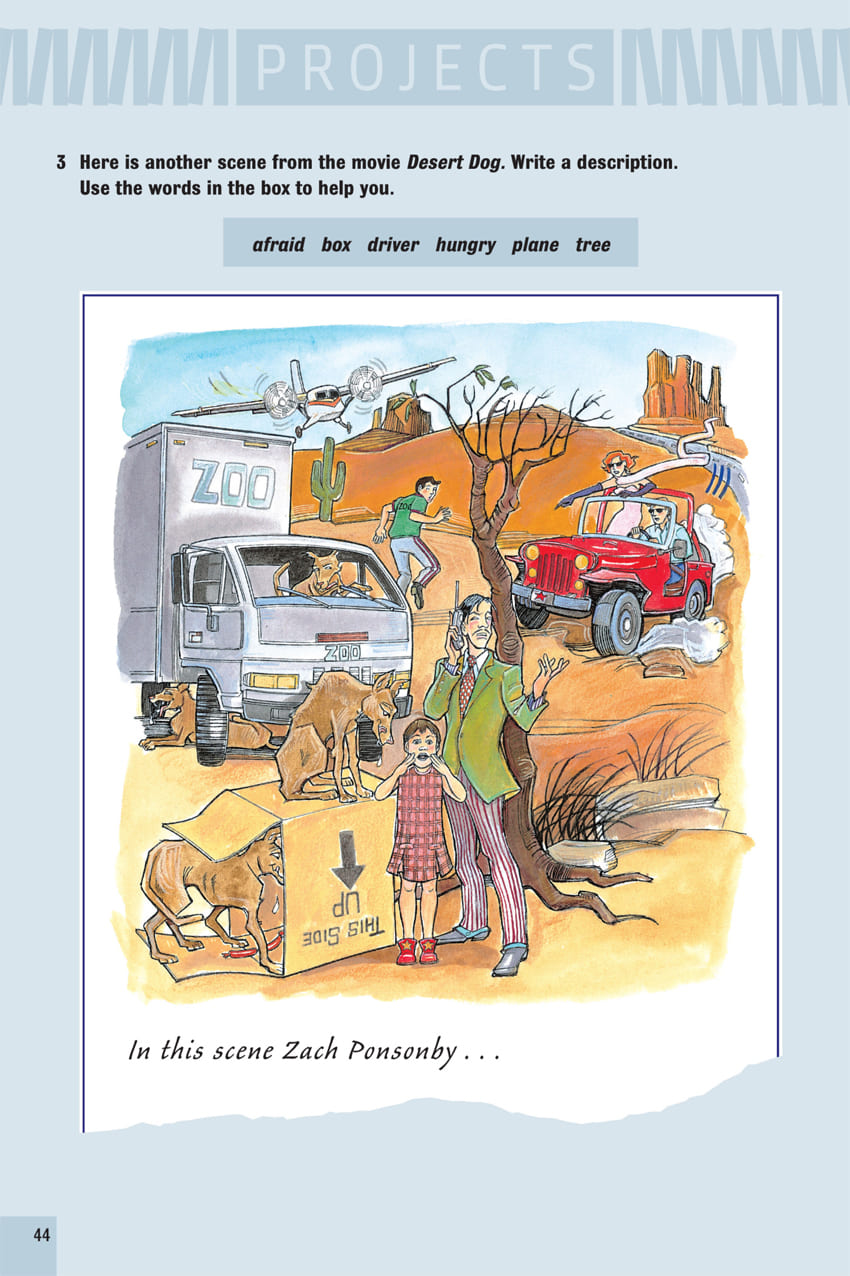 PROJECTS
3 Here is another scene from the movie Desert Dog. Write a description.
Use the words in the box to help you.
afraid box driver hungry plane tree
ZOO
ZOO
ZOO
UP
THIS SIDE
In this scene Zach Ponsonby . . .
44